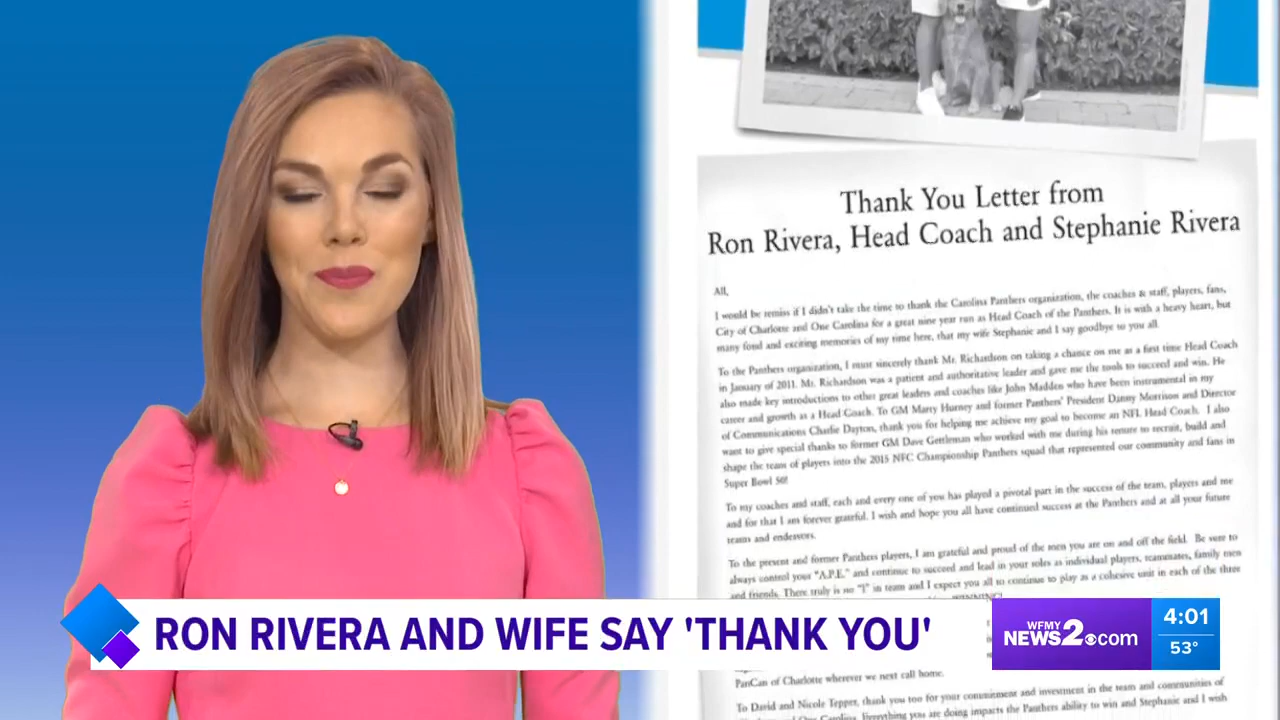 Thank You Letter from
Ron Rivera, Head Coach and Stephanie Rivera
All,
I would be remiss if I didn't take the time to thank the Carolina Panthers organization, the coaches & staff, players, fans,
City of Charlotte and One Carolina for a great nine year run as Head Coach of the Panthers. It is with a heavy heart, but
many fond and exciting memories of my time here, that my wife Stephanie and I say goodbye to you all.
To the Panthers organization, I must sincerely thank Mr. Richardson on taking a chance on me as a first time Head Coach
in January of 2011. Mr. Richardson was a patient and authoritative leader and gave me the tools to succeed and win. He
also made key introductions to other great leaders and coaches like John Madden who have been instrumental in my
career and growth as a Head Coach. To GM Marty Hurney and former Panthers' President Danny Morrison and Director
of Communications Charlie Dayton, thank you for helping me achieve my goal to become an NFL Head Coach. I also
want to give special thanks to former GM Dave Gettleman who worked with me during his tenure to recruit, build and
shape the team of players into the 2015 NFC Championship Panthers squad that represented our community and fans in
Super Bowl 50!
To my coaches and staff, each and every one of you has played a pivotal part in the success of the team, players and me
and for that I am forever grateful. I wish and hope you all have continued success at the Panthers and at all your future
teams and endeavors.
To the present and former Panthers players, I am grateful and proud of the men you are on and off the field. Be sure to
always control your "A.P.E." and continue to succeed and lead in your roles as individual players, teammates, family men
and friends. There truly is no "I" in team and I expect you all to continue to play as a cohesive unit in each of the three
RON RIVERA AND WIFE SAY 'THANK YOU'
WFMY
NEWS2 com
4:01
53°
PanCan of Charlotte wherever we next call home.
To David and Nicole Tepper, thank you too for your commitment and investment in the team and communities of
One Carolina. Everything you are doing impacts the Panthers ability to win and Stephanie and I wish